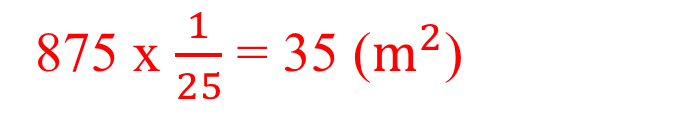 875 x 1/25 = 35 (m²)